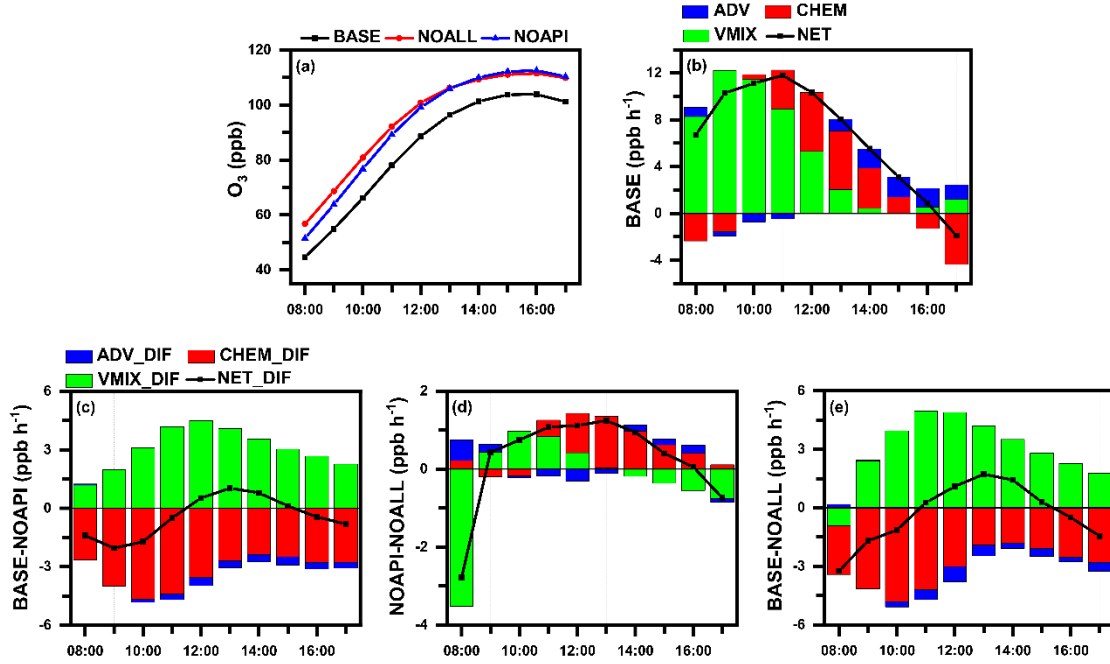 BASE NOALL NOAPI
ADV CHEM
VMIX NET
(a)
O₃ (ppb)
120
100
80
60
40
08:00 10:00 12:00 14:00 16:00
(b)
BASE (ppb h⁻¹)
12
8
4
0
-4
08:00 10:00 12:00 14:00 16:00
ADV_DIF CHEM_DIF
VMIX_DIF NET_DIF
(c)
BASE-NOAPI (ppb h⁻¹)
6
3
0
-3
-6
08:00 10:00 12:00 14:00 16:00
(d)
NOAPI-NOALL (ppb h⁻¹)
2
0
-2
-4
08:00 10:00 12:00 14:00 16:00
(e)
BASE-NOALL (ppb h⁻¹)
6
3
0
-3
-6
08:00 10:00 12:00 14:00 16:00